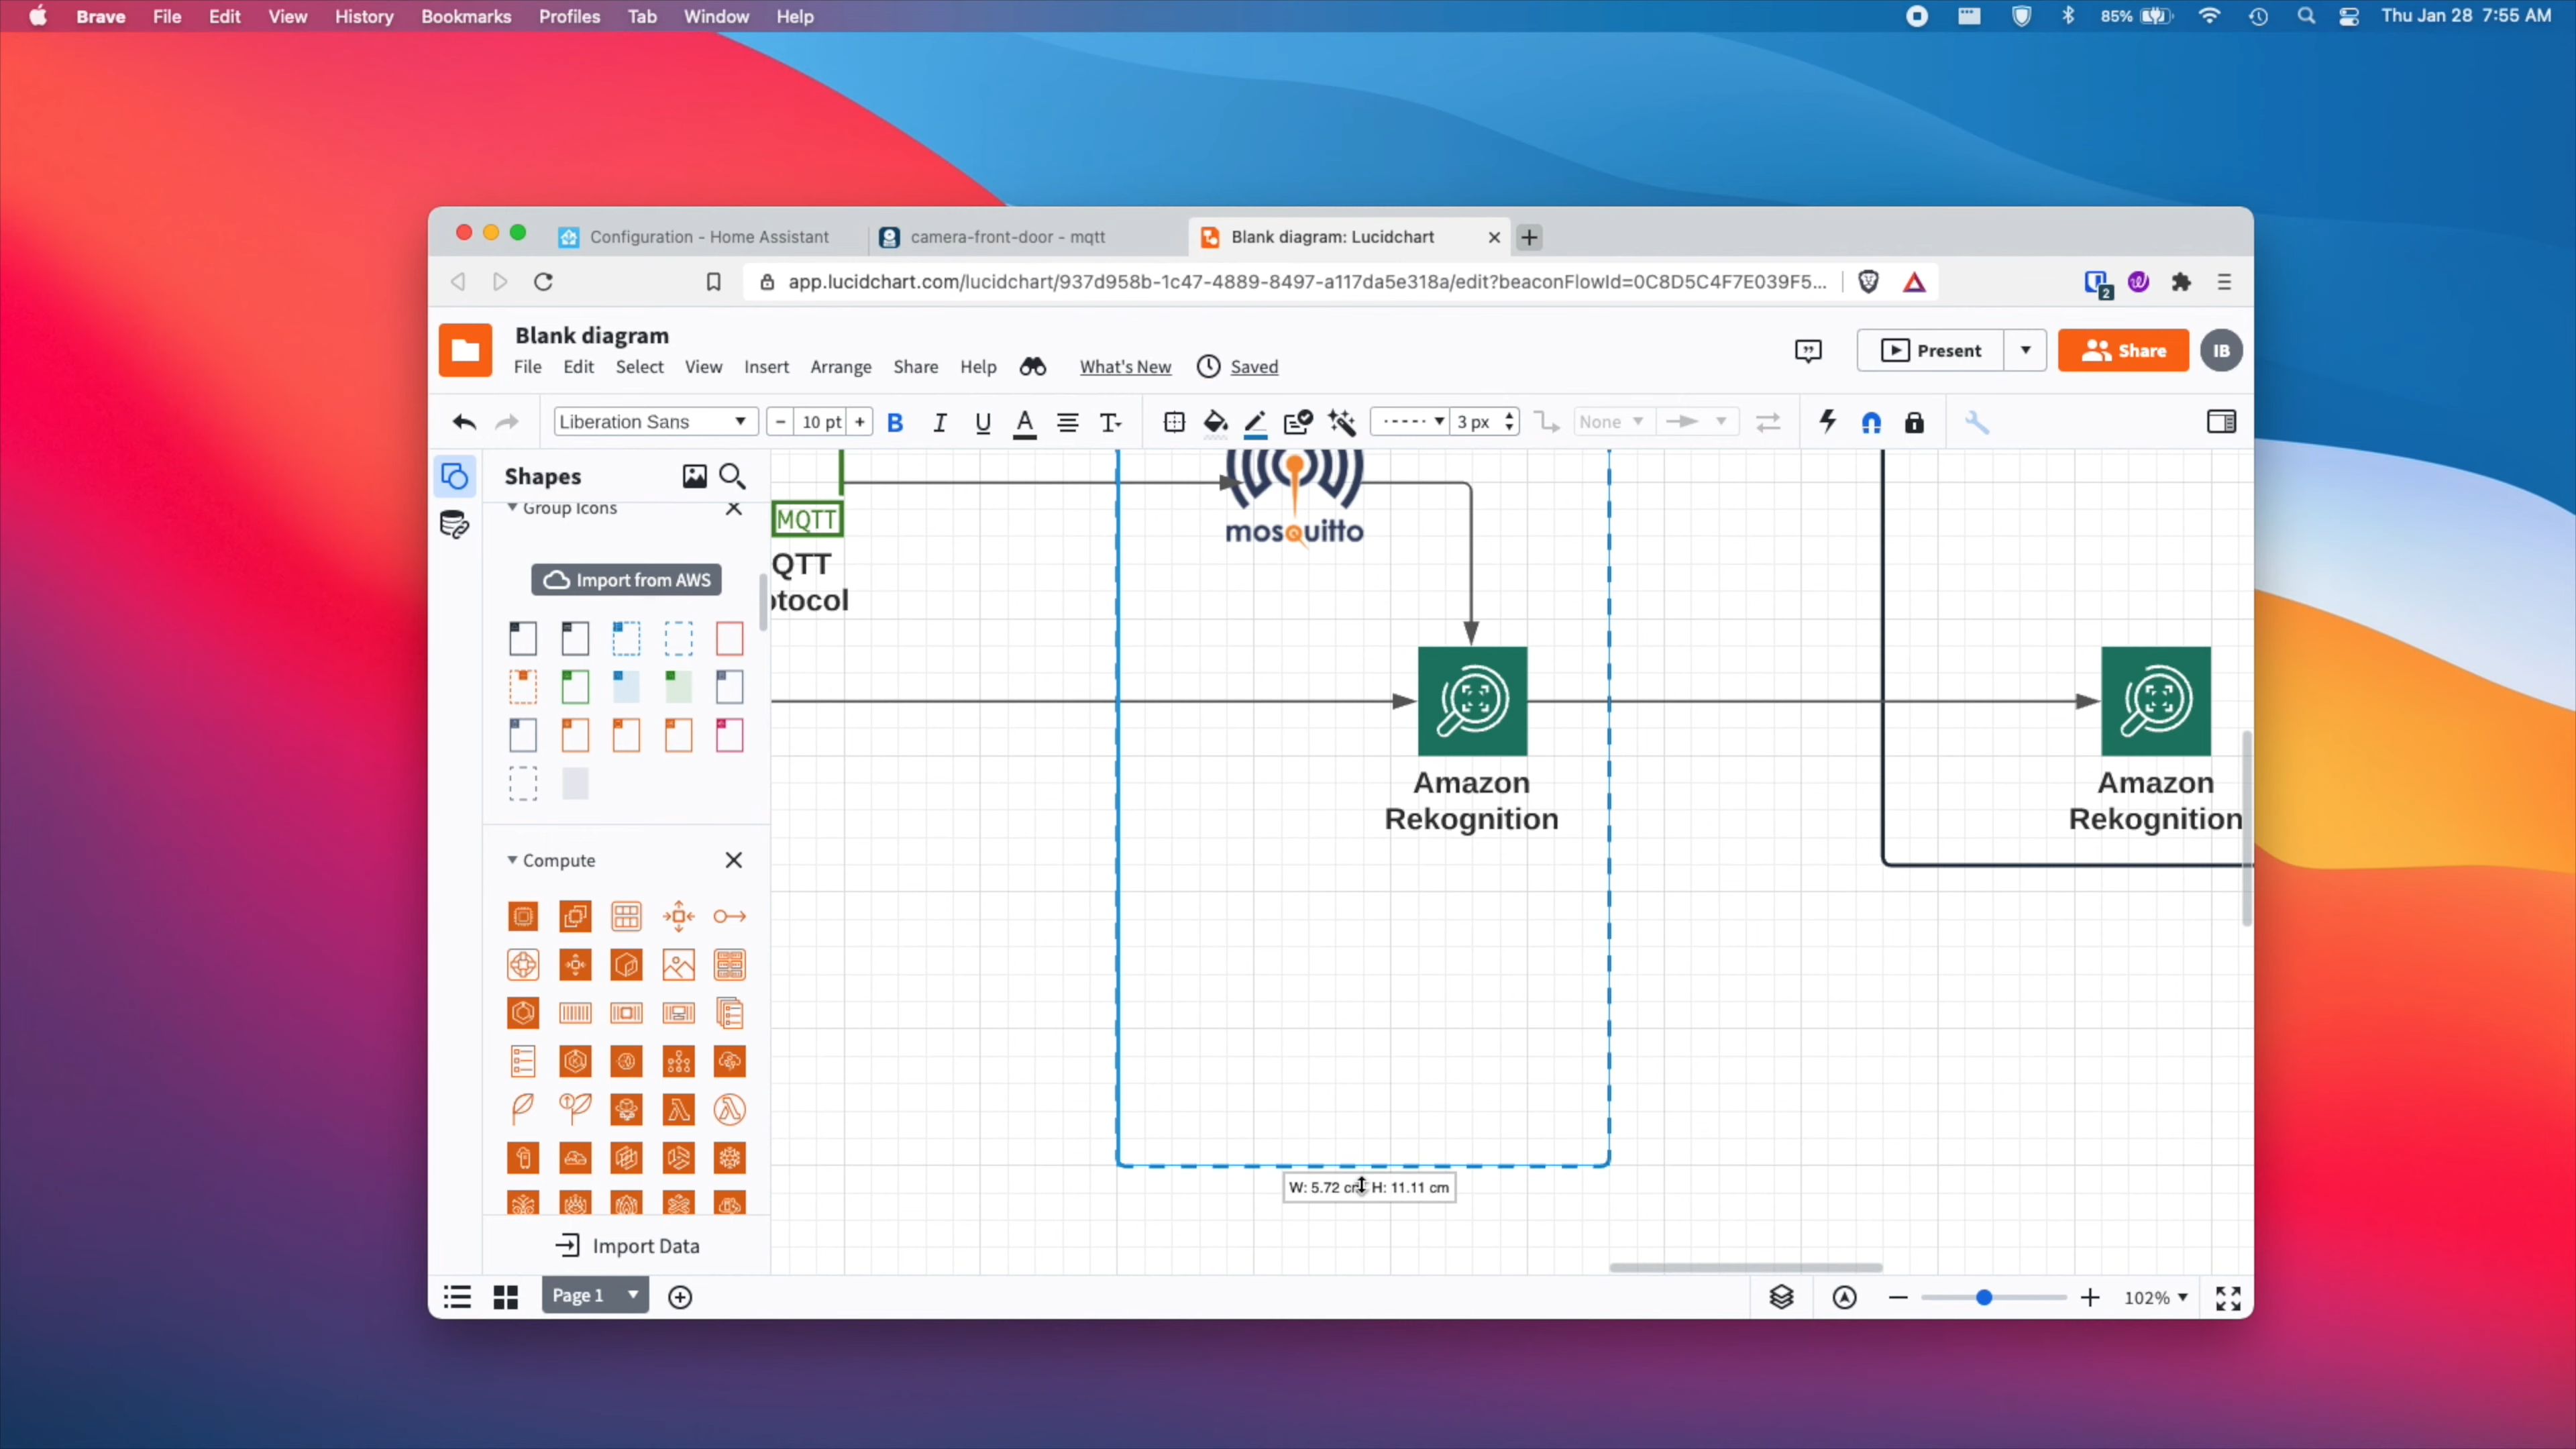 Brave File Edit View History Bookmarks Profiles Tab Window Help 85% Thu Jan 28 7:55 AM
Configuration - Home Assistant camera-front-door - mqtt Blank diagram: Lucidchart
app.lucidchart.com/lucidchart/937d958b-1c47-4889-8497-a117da5e318a/edit?beaconFlowId=0C8D5C4F7E039F5... 2
Blank diagram
File Edit Select View Insert Arrange Share Help What's New Saved Present Share IB
Liberation Sans 10 pt B I U A T 3 px None
Shapes
Group Icons
Import from AWS
MQTT
QTT
otocol
mosquitto
Amazon
Rekognition
Amazon
Rekognition
Compute
W: 5.72 cm H: 11.11 cm
Import Data
Page 1 102%